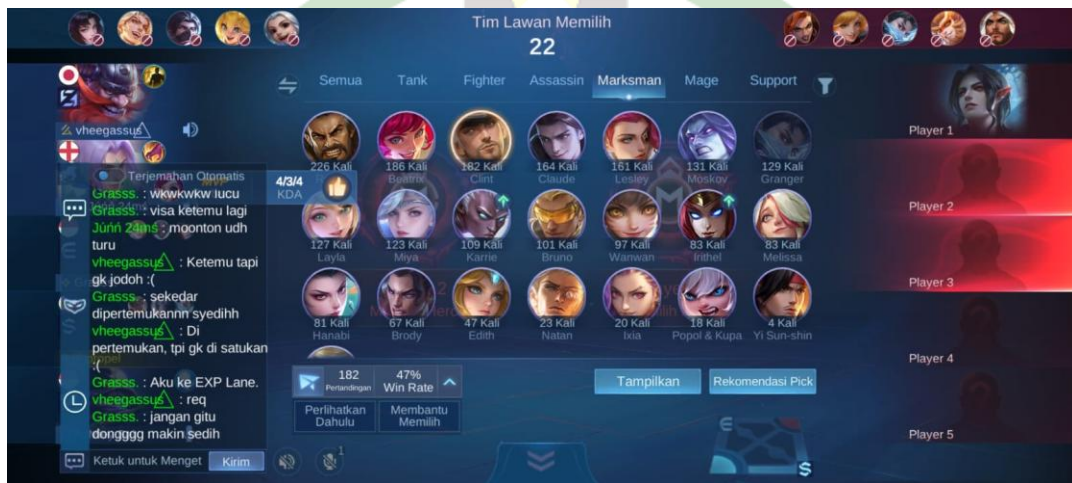 Tim Lawan Memilih
22
Semua Tank Fighter Assassin Marksman Mage Support
vheegassus
Terjemahan Otomatis
4/3/4
KDA
Grasss. : wkwkwkw lucu
Grasss. : visa ketemu lagi
Júńń 24ms : moonton udh
turu
vheegassus : Ketemu tapi
gk jodoh :(
Grasss. : sekedar
dipertemukannn syedihh
vheegassus : Di
pertemukan, tpi gk di satukan
:(
Grasss. : Aku ke EXP Lane.
vheegassus : req
Grasss. : jangan gitu
dongggg makin sedih
Ketuk untuk Menget Kirim
226 Kali 186 Kali 182 Kali 164 Kali 161 Kali 131 Kali 129 Kali
Beatrix Clint Claude Lesley Moskov Granger
127 Kali 123 Kali 109 Kali 101 Kali 97 Kali 83 Kali 83 Kali
Layla Miya Karrie Bruno Wanwan Irithel Melissa
81 Kali 67 Kali 47 Kali 23 Kali 20 Kali 18 Kali 4 Kali
Hanabi Brody Edith Natan Ixia Popol & Kupa Yi Sun-shin
182 47%
Pertandingan Win Rate
Perlihatkan Membantu
Dahulu Memilih
Tampilkan Rekomendasi Pick
1
Player 1
Player 2
Player 3
Player 4
Player 5